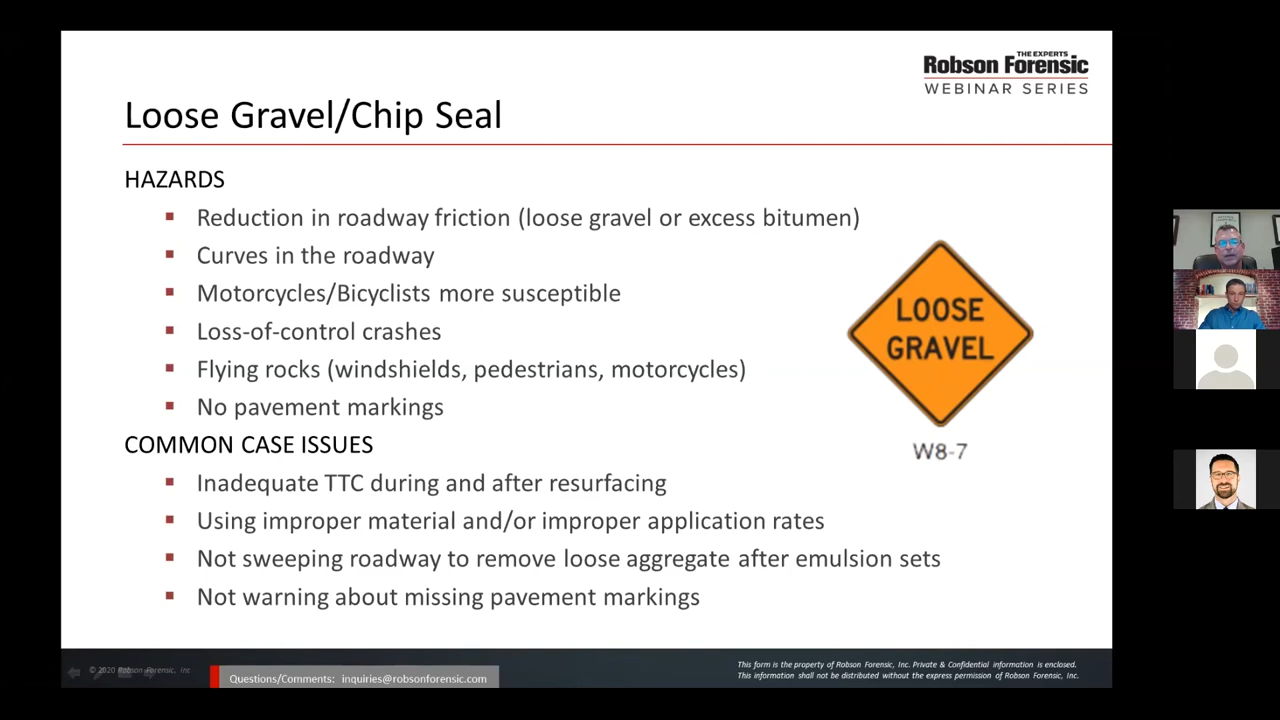 THE EXPERTS
Robson Forensic
WEBINAR SERIES
Loose Gravel/Chip Seal
HAZARDS
Reduction in roadway friction (loose gravel or excess bitumen)
Curves in the roadway
Motorcycles/Bicyclists more susceptible
Loss-of-control crashes
Flying rocks (windshields, pedestrians, motorcycles)
No pavement markings
LOOSE
GRAVEL
W8-7
COMMON CASE ISSUES
Inadequate TTC during and after resurfacing
Using improper material and/or improper application rates
Not sweeping roadway to remove loose aggregate after emulsion sets
Not warning about missing pavement markings
© 2020 Robson Forensic, Inc
Questions/Comments: inquiries@robsonforensic.com
This form is the property of Robson Forensic, Inc. Private & Confidential information is enclosed.
This information shall not be distributed without the express permission of Robson Forensic, Inc.